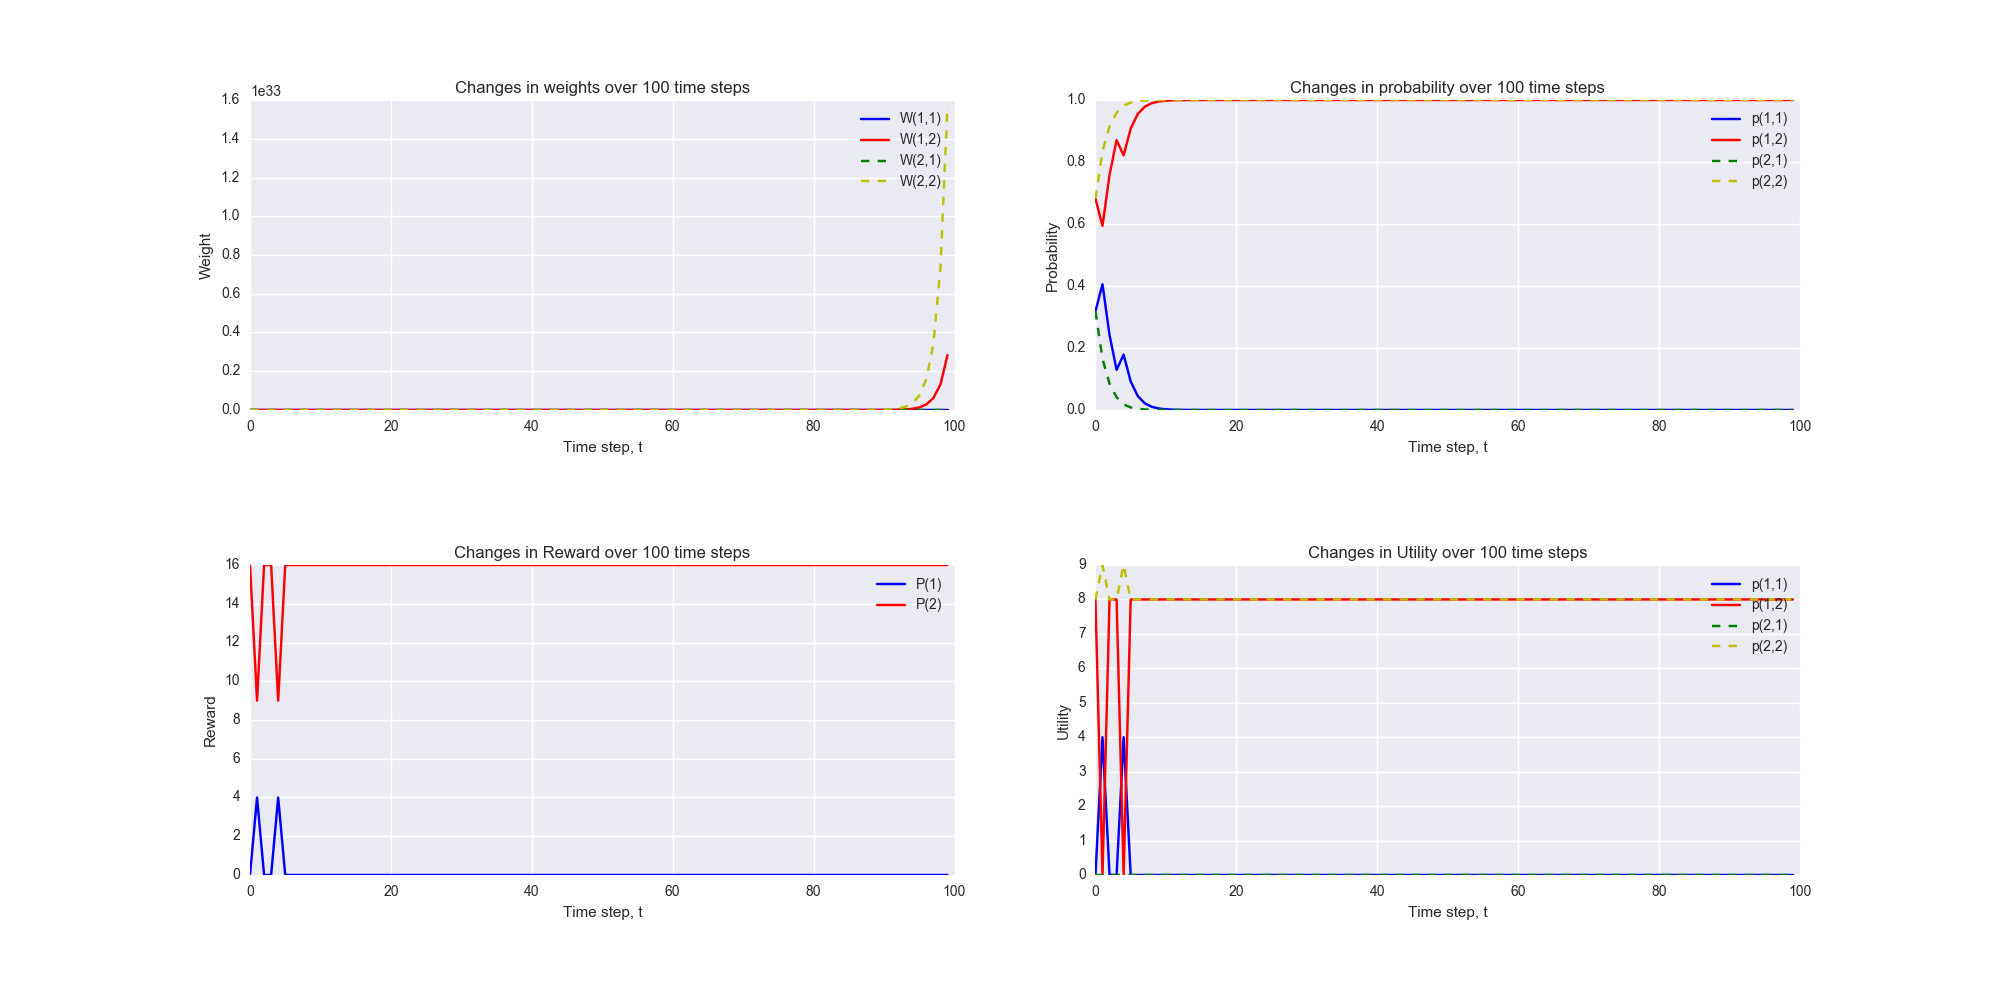 Changes in weights over 100 time steps
1e33
1.6
1.4
1.2
1.0
0.8
0.6
0.4
0.2
0.0
Weight
W(1,1)
W(1,2)
W(2,1)
W(2,2)
0 20 40 60 80 100
Time step, t
Changes in probability over 100 time steps
1.0
0.8
0.6
0.4
0.2
0.0
Probability
p(1,1)
p(1,2)
p(2,1)
p(2,2)
0 20 40 60 80 100
Time step, t
Changes in Reward over 100 time steps
16
14
12
10
8
6
4
2
0
Reward
P(1)
P(2)
0 20 40 60 80 100
Time step, t
Changes in Utility over 100 time steps
9
8
7
6
5
4
3
2
1
0
Utility
p(1,1)
p(1,2)
p(2,1)
p(2,2)
0 20 40 60 80 100
Time step, t